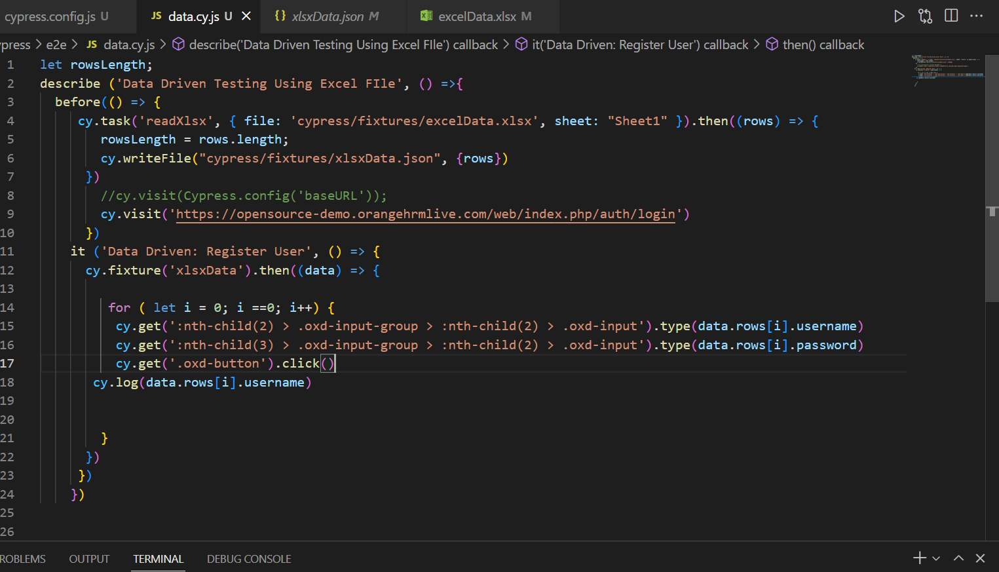 cypress.config.js U JS data.cy.js U {} xlsxData.json M excelData.xlsx M
press > e2e > JS data.cy.js > describe('Data Driven Testing Using Excel FIle') callback > it('Data Driven: Register User') callback > then() callback
1 let rowsLength;
2 describe ('Data Driven Testing Using Excel FIle', () =>{
3 before(() => {
4 cy.task('readXlsx', { file: 'cypress/fixtures/excelData.xlsx', sheet: "Sheet1" }).then((rows) => {
5 rowsLength = rows.length;
6 cy.writeFile("cypress/fixtures/xlsxData.json", {rows})
7 })
8 //cy.visit(Cypress.config('baseURL'));
9 cy.visit('https://opensource-demo.orangehrmlive.com/web/index.php/auth/login')
10 })
11 it ('Data Driven: Register User', () => {
12 cy.fixture('xlsxData').then((data) => {
13
14 for ( let i = 0; i ==0; i++) {
15 cy.get(':nth-child(2) > .oxd-input-group > :nth-child(2) > .oxd-input').type(data.rows[i].username)
16 cy.get(':nth-child(3) > .oxd-input-group > :nth-child(2) > .oxd-input').type(data.rows[i].password)
17 cy.get('.oxd-button').click()
18 cy.log(data.rows[i].username)
19
20
21 }
22 })
23 })
24 })
25
26
ROBLEMS OUTPUT TERMINAL DEBUG CONSOLE